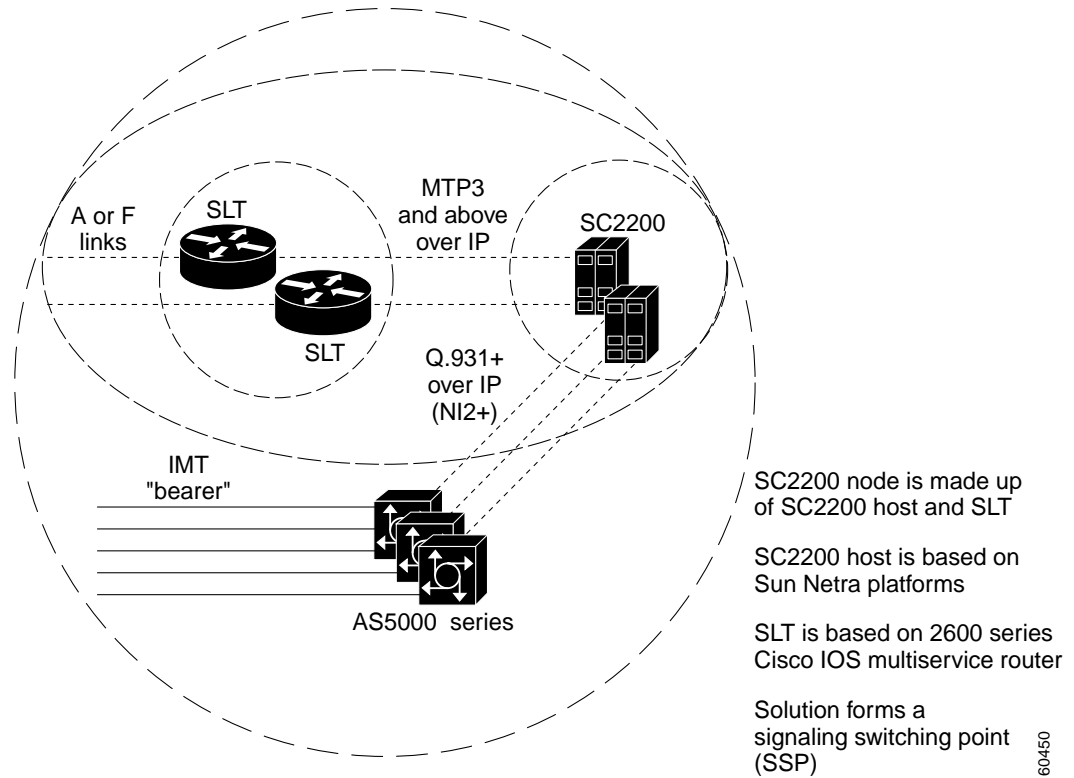 A or F
links
SLT
SLT
MTP3
and above
over IP
SC2200
Q.931+
over IP
(NI2+)
IMT
"bearer"
AS5000 series
SC2200 node is made up
of SC2200 host and SLT
SC2200 host is based on
Sun Netra platforms
SLT is based on 2600 series
Cisco IOS multiservice router
Solution forms a
signaling switching point
(SSP)
60450